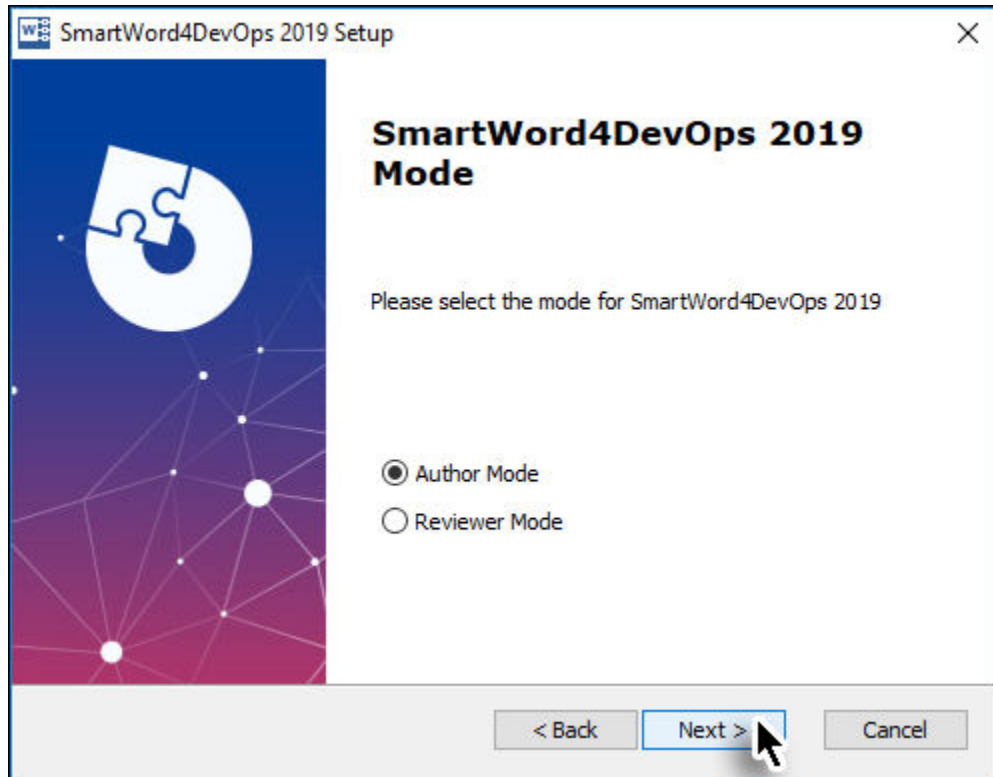 SmartWord4DevOps 2019 Setup
SmartWord4DevOps 2019
Mode
Please select the mode for SmartWord4DevOps 2019
Author Mode
Reviewer Mode
< Back
Next >
Cancel